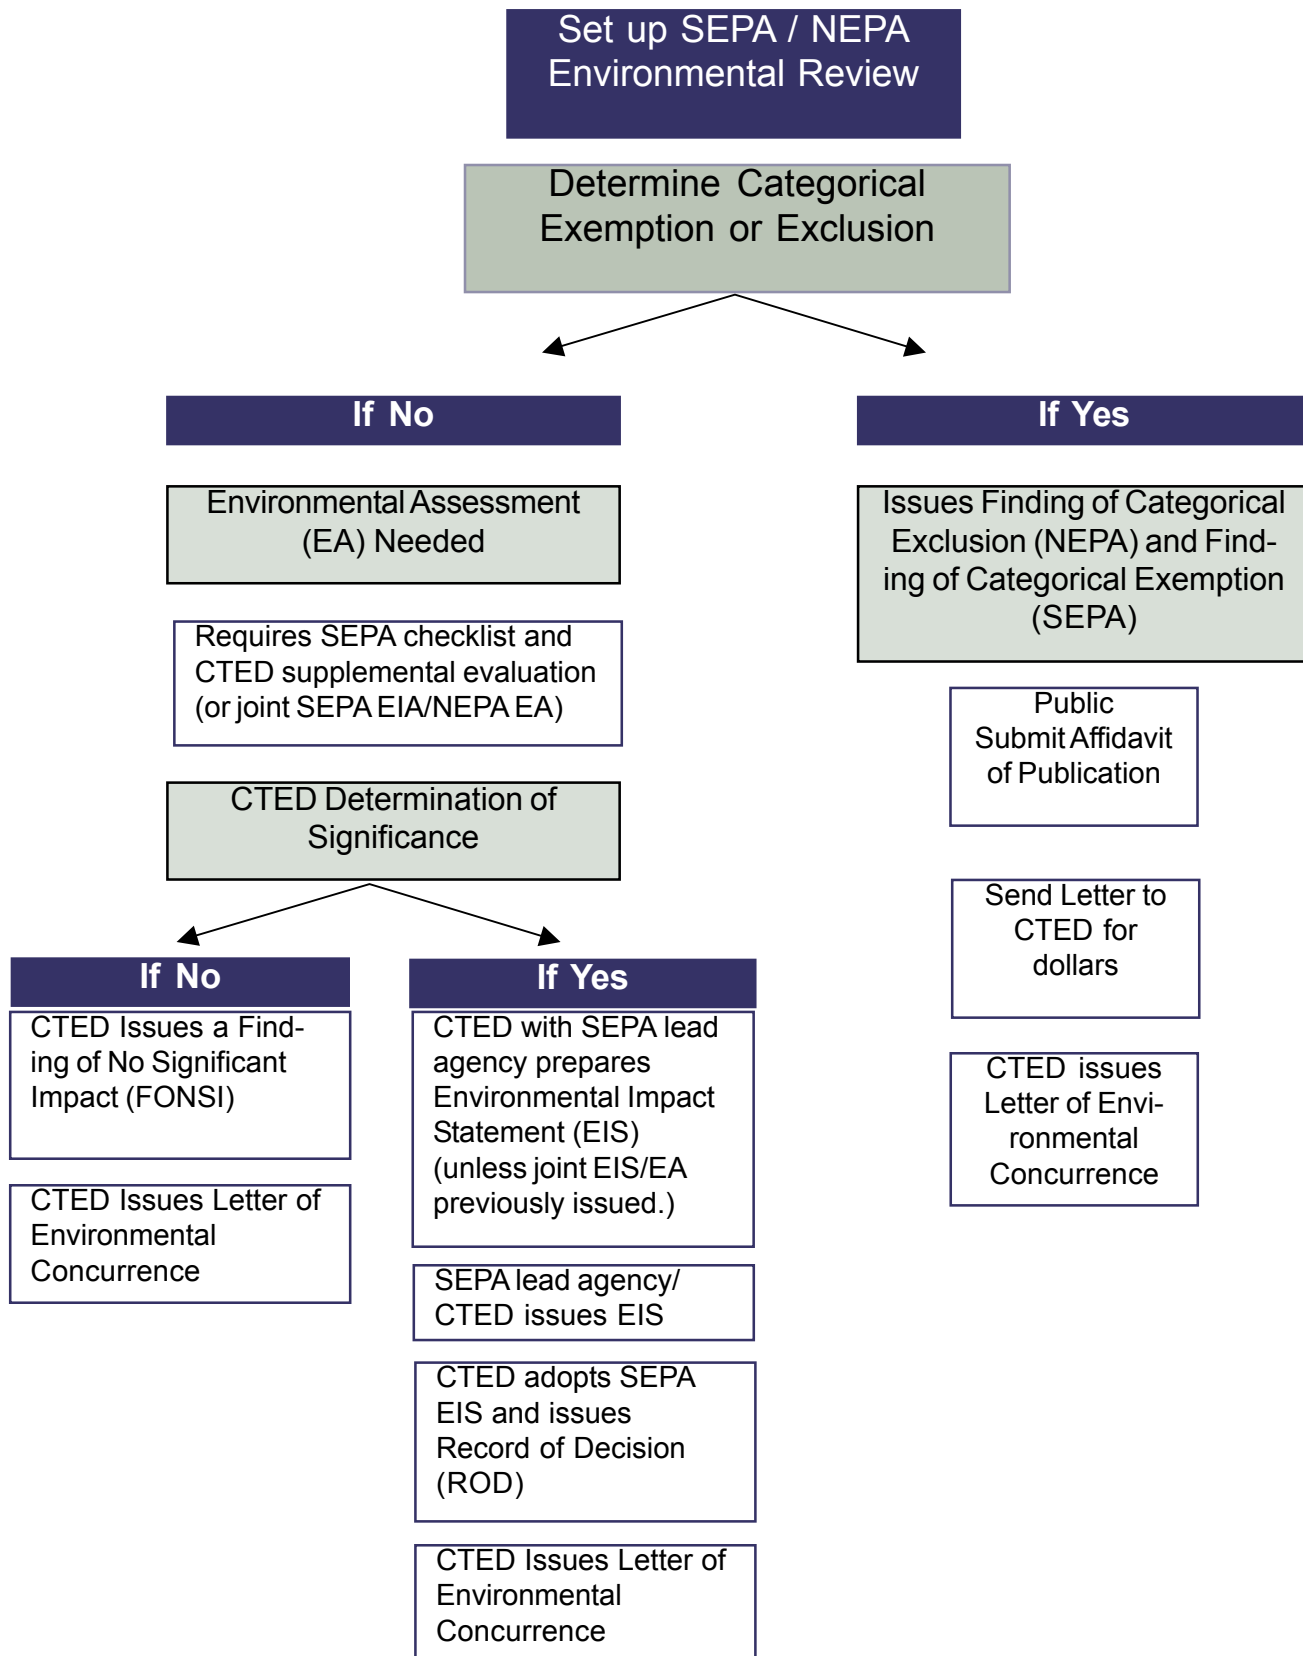 Set up SEPA / NEPA
Environmental Review
Determine Categorical
Exemption or Exclusion
If No
Environmental Assessment
(EA) Needed
Requires SEPA checklist and
CTED supplemental evaluation
(or joint SEPA EIA/NEPA EA)
CTED Determination of
Significance
If No
CTED Issues a Find-
ing of No Significant
Impact (FONSI)
CTED Issues Letter of
Environmental
Concurrence
If Yes
CTED with SEPA lead
agency prepares
Environmental Impact
Statement (EIS)
(unless joint EIS/EA
previously issued.)
SEPA lead agency/
CTED issues EIS
CTED adopts SEPA
EIS and issues
Record of Decision
(ROD)
CTED Issues Letter of
Environmental
Concurrence
If Yes
Issues Finding of Categorical
Exclusion (NEPA) and Find-
ing of Categorical Exemption
(SEPA)
Public
Submit Affidavit
of Publication
Send Letter to
CTED for
dollars
CTED issues
Letter of Envi-
ronmental
Concurrence